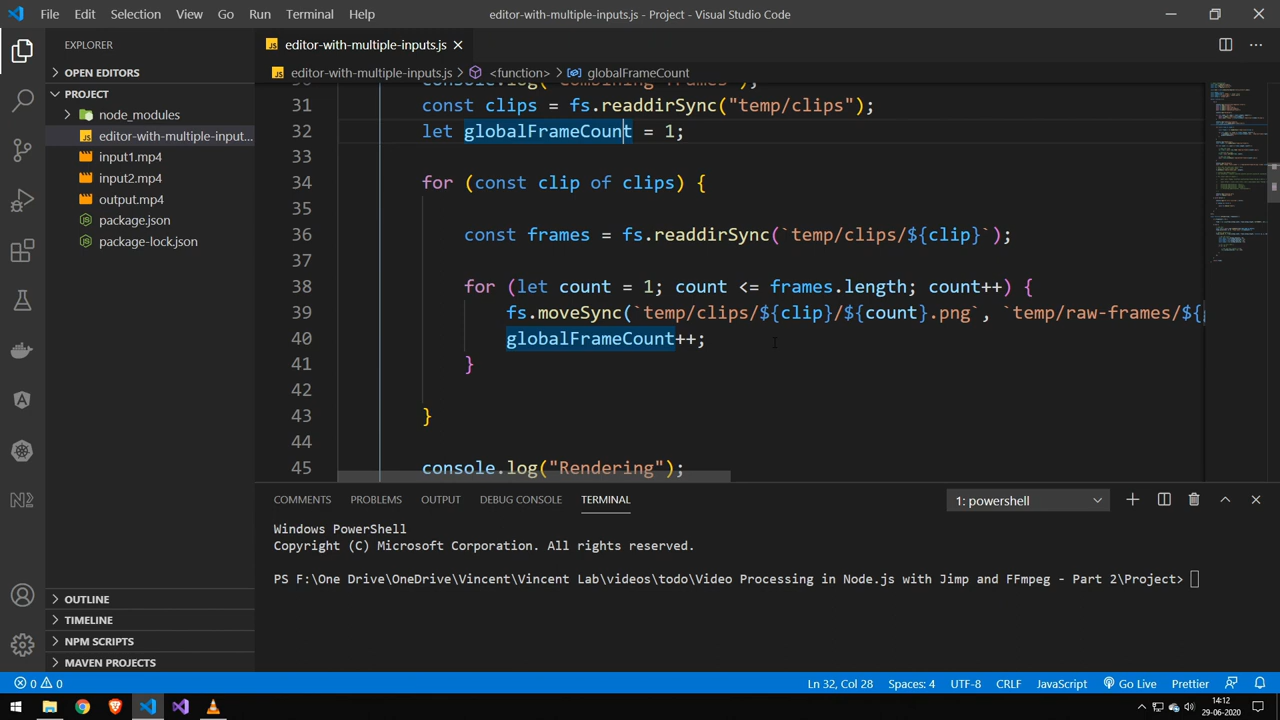 File Edit Selection View Go Run Terminal Help editor-with-multiple-inputs.js - Project - Visual Studio Code
EXPLORER
OPEN EDITORS
PROJECT
node_modules
JS editor-with-multiple-input...
input1.mp4
input2.mp4
output.mp4
package.json
package-lock.json
OUTLINE
TIMELINE
NPM SCRIPTS
MAVEN PROJECTS
JS editor-with-multiple-inputs.js
JS editor-with-multiple-inputs.js > <function> > globalFrameCount
31 const clips = fs.readdirSync("temp/clips");
32 let globalFrameCount = 1;
33
34 for (const clip of clips) {
35
36 const frames = fs.readdirSync(`temp/clips/${clip}`);
37
38 for (let count = 1; count <= frames.length; count++) {
39 fs.moveSync(`temp/clips/${clip}/${count}.png`, `temp/raw-frames/${
40 globalFrameCount++;
41 }
42
43 }
44
45 console.log("Rendering");
COMMENTS PROBLEMS OUTPUT DEBUG CONSOLE TERMINAL 1: powershell
Windows PowerShell
Copyright (C) Microsoft Corporation. All rights reserved.
PS F:\One Drive\OneDrive\Vincent\Vincent Lab\videos\todo\Video Processing in Node.js with Jimp and FFmpeg - Part 2\Project>
0 0 Ln 32, Col 28 Spaces: 4 UTF-8 CRLF JavaScript Go Live Prettier
14:12
29-06-2020